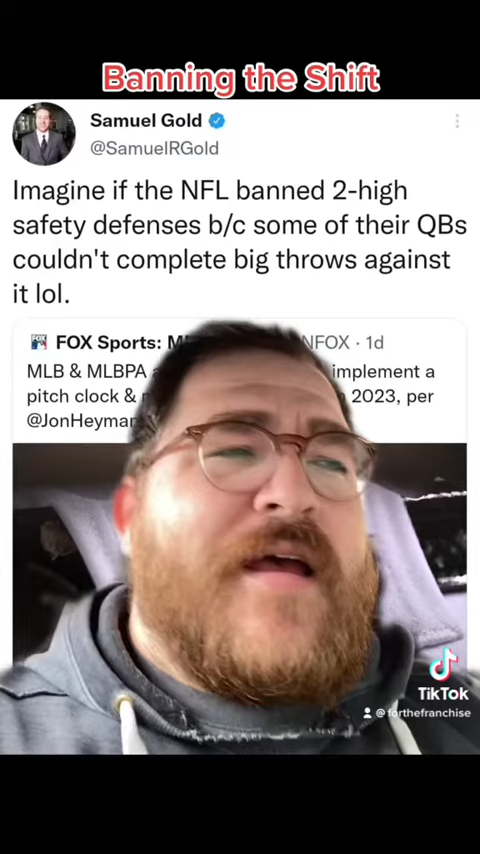 Banning the Shift
Samuel Gold
@SamuelRGold
Imagine if the NFL banned 2-high
safety defenses b/c some of their QBs
couldn't complete big throws against
it lol.
FOX Sports: NFOX · 1d
MLB & MLBPA implement a
pitch clock & 2023, per
@JonHeyman
TikTok
@forthefranchise